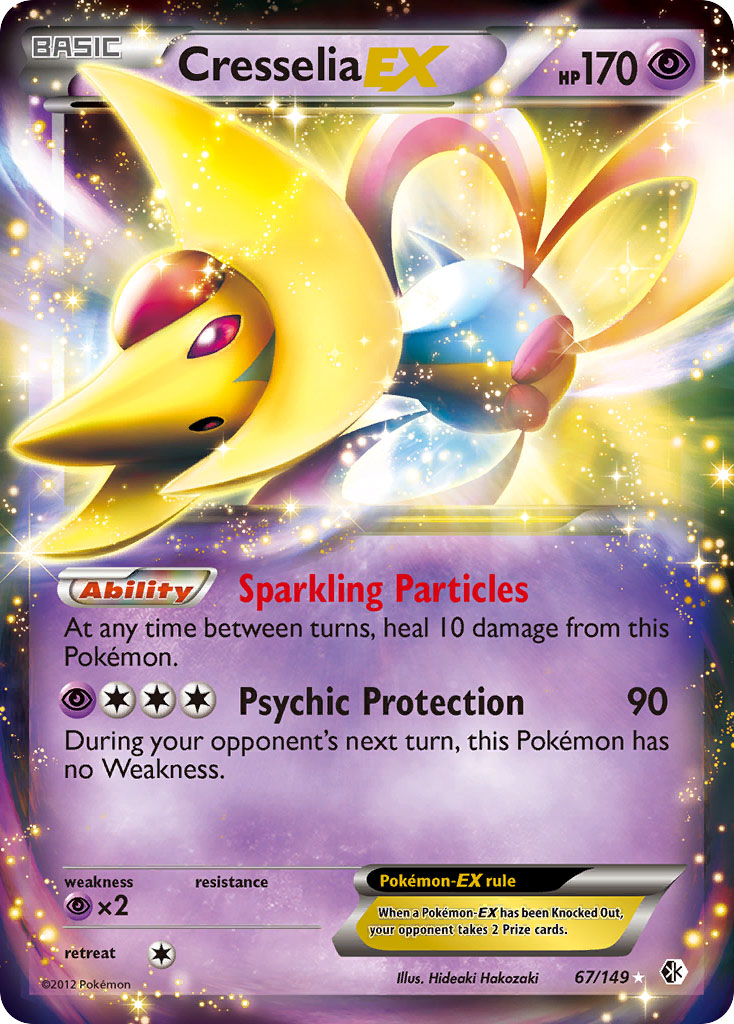 BASIC
Cresselia EX
HP170
Ability Sparkling Particles
At any time between turns, heal 10 damage from this
Pokémon.
Psychic Protection 90
During your opponent's next turn, this Pokémon has
no Weakness.
weakness resistance
×2
retreat
Pokémon-EX rule
When a Pokémon-EX has been Knocked Out,
your opponent takes 2 Prize cards.
©2012 Pokémon
Illus. Hideaki Hakozaki
67/149